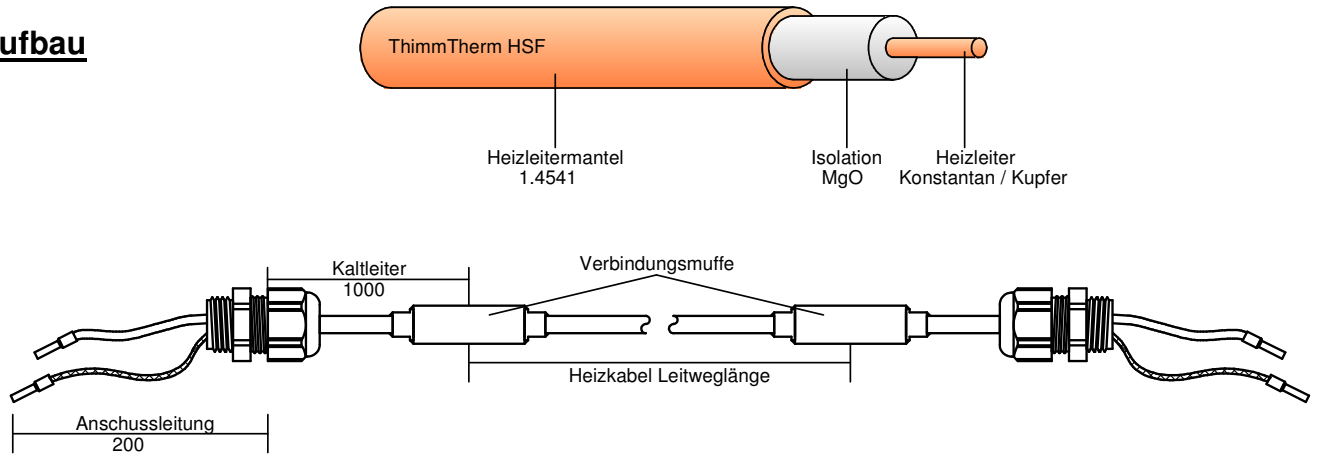 ufbau
ThimmTherm HSF
Heizleitermantel
1.4541
Isolation
MgO
Heizleiter
Konstantan / Kupfer
Kaltleiter
1000
Verbindungsmuffe
Heizkabel Leitweglänge
Anschussleitung
200